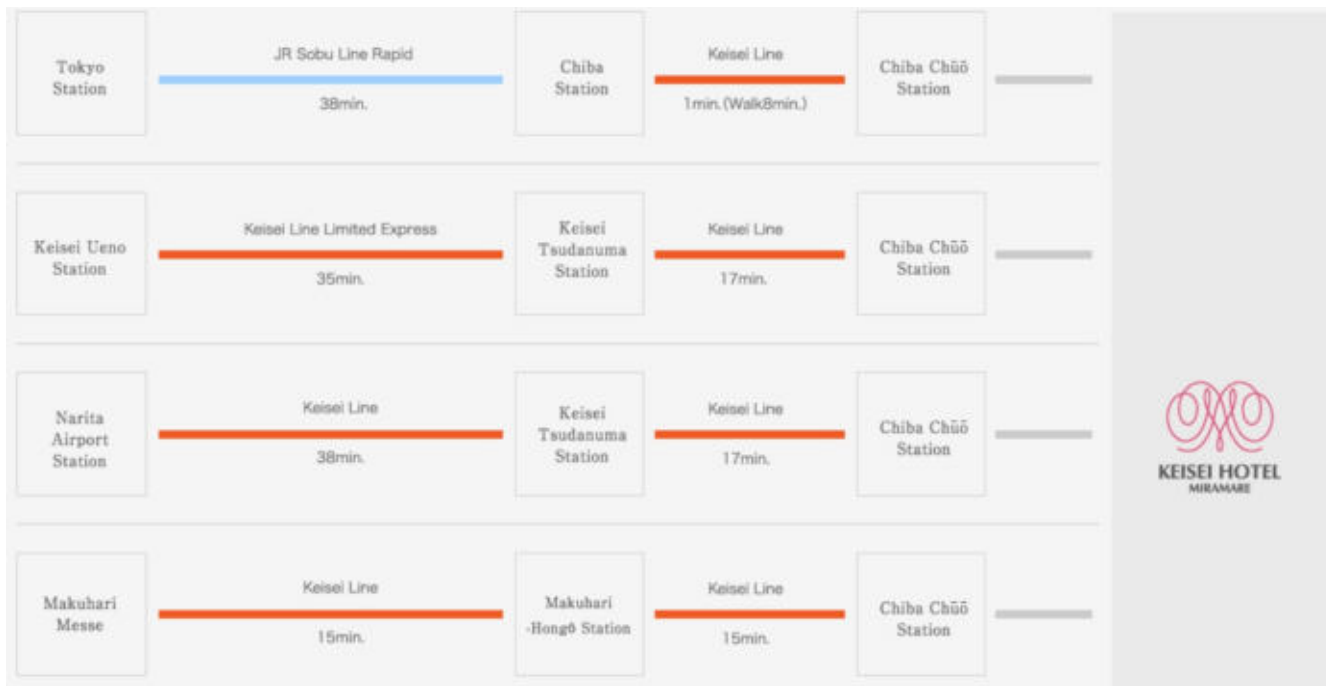 JR Sobu Line Rapid
Keisei Line
Tokyo
Station
Chiba
Station
Chiba Chūō
Station
38min.
1min.(Walk8min.)
Keisei Line Limited Express
Keisei Line
Keisei Ueno
Station
Keisei
Tsudanuma
Station
Chiba Chūō
Station
35min.
17min.
Keisei Line
Keisei Line
Narita
Airport
Station
Keisei
Tsudanuma
Station
Chiba Chūō
Station
38min.
17min.
KEISEI HOTEL
MIRAMARE
Keisei Line
Keisei Line
Makuhari
Messe
Makuhari
-Hongō Station
Chiba Chūō
Station
15min.
15min.